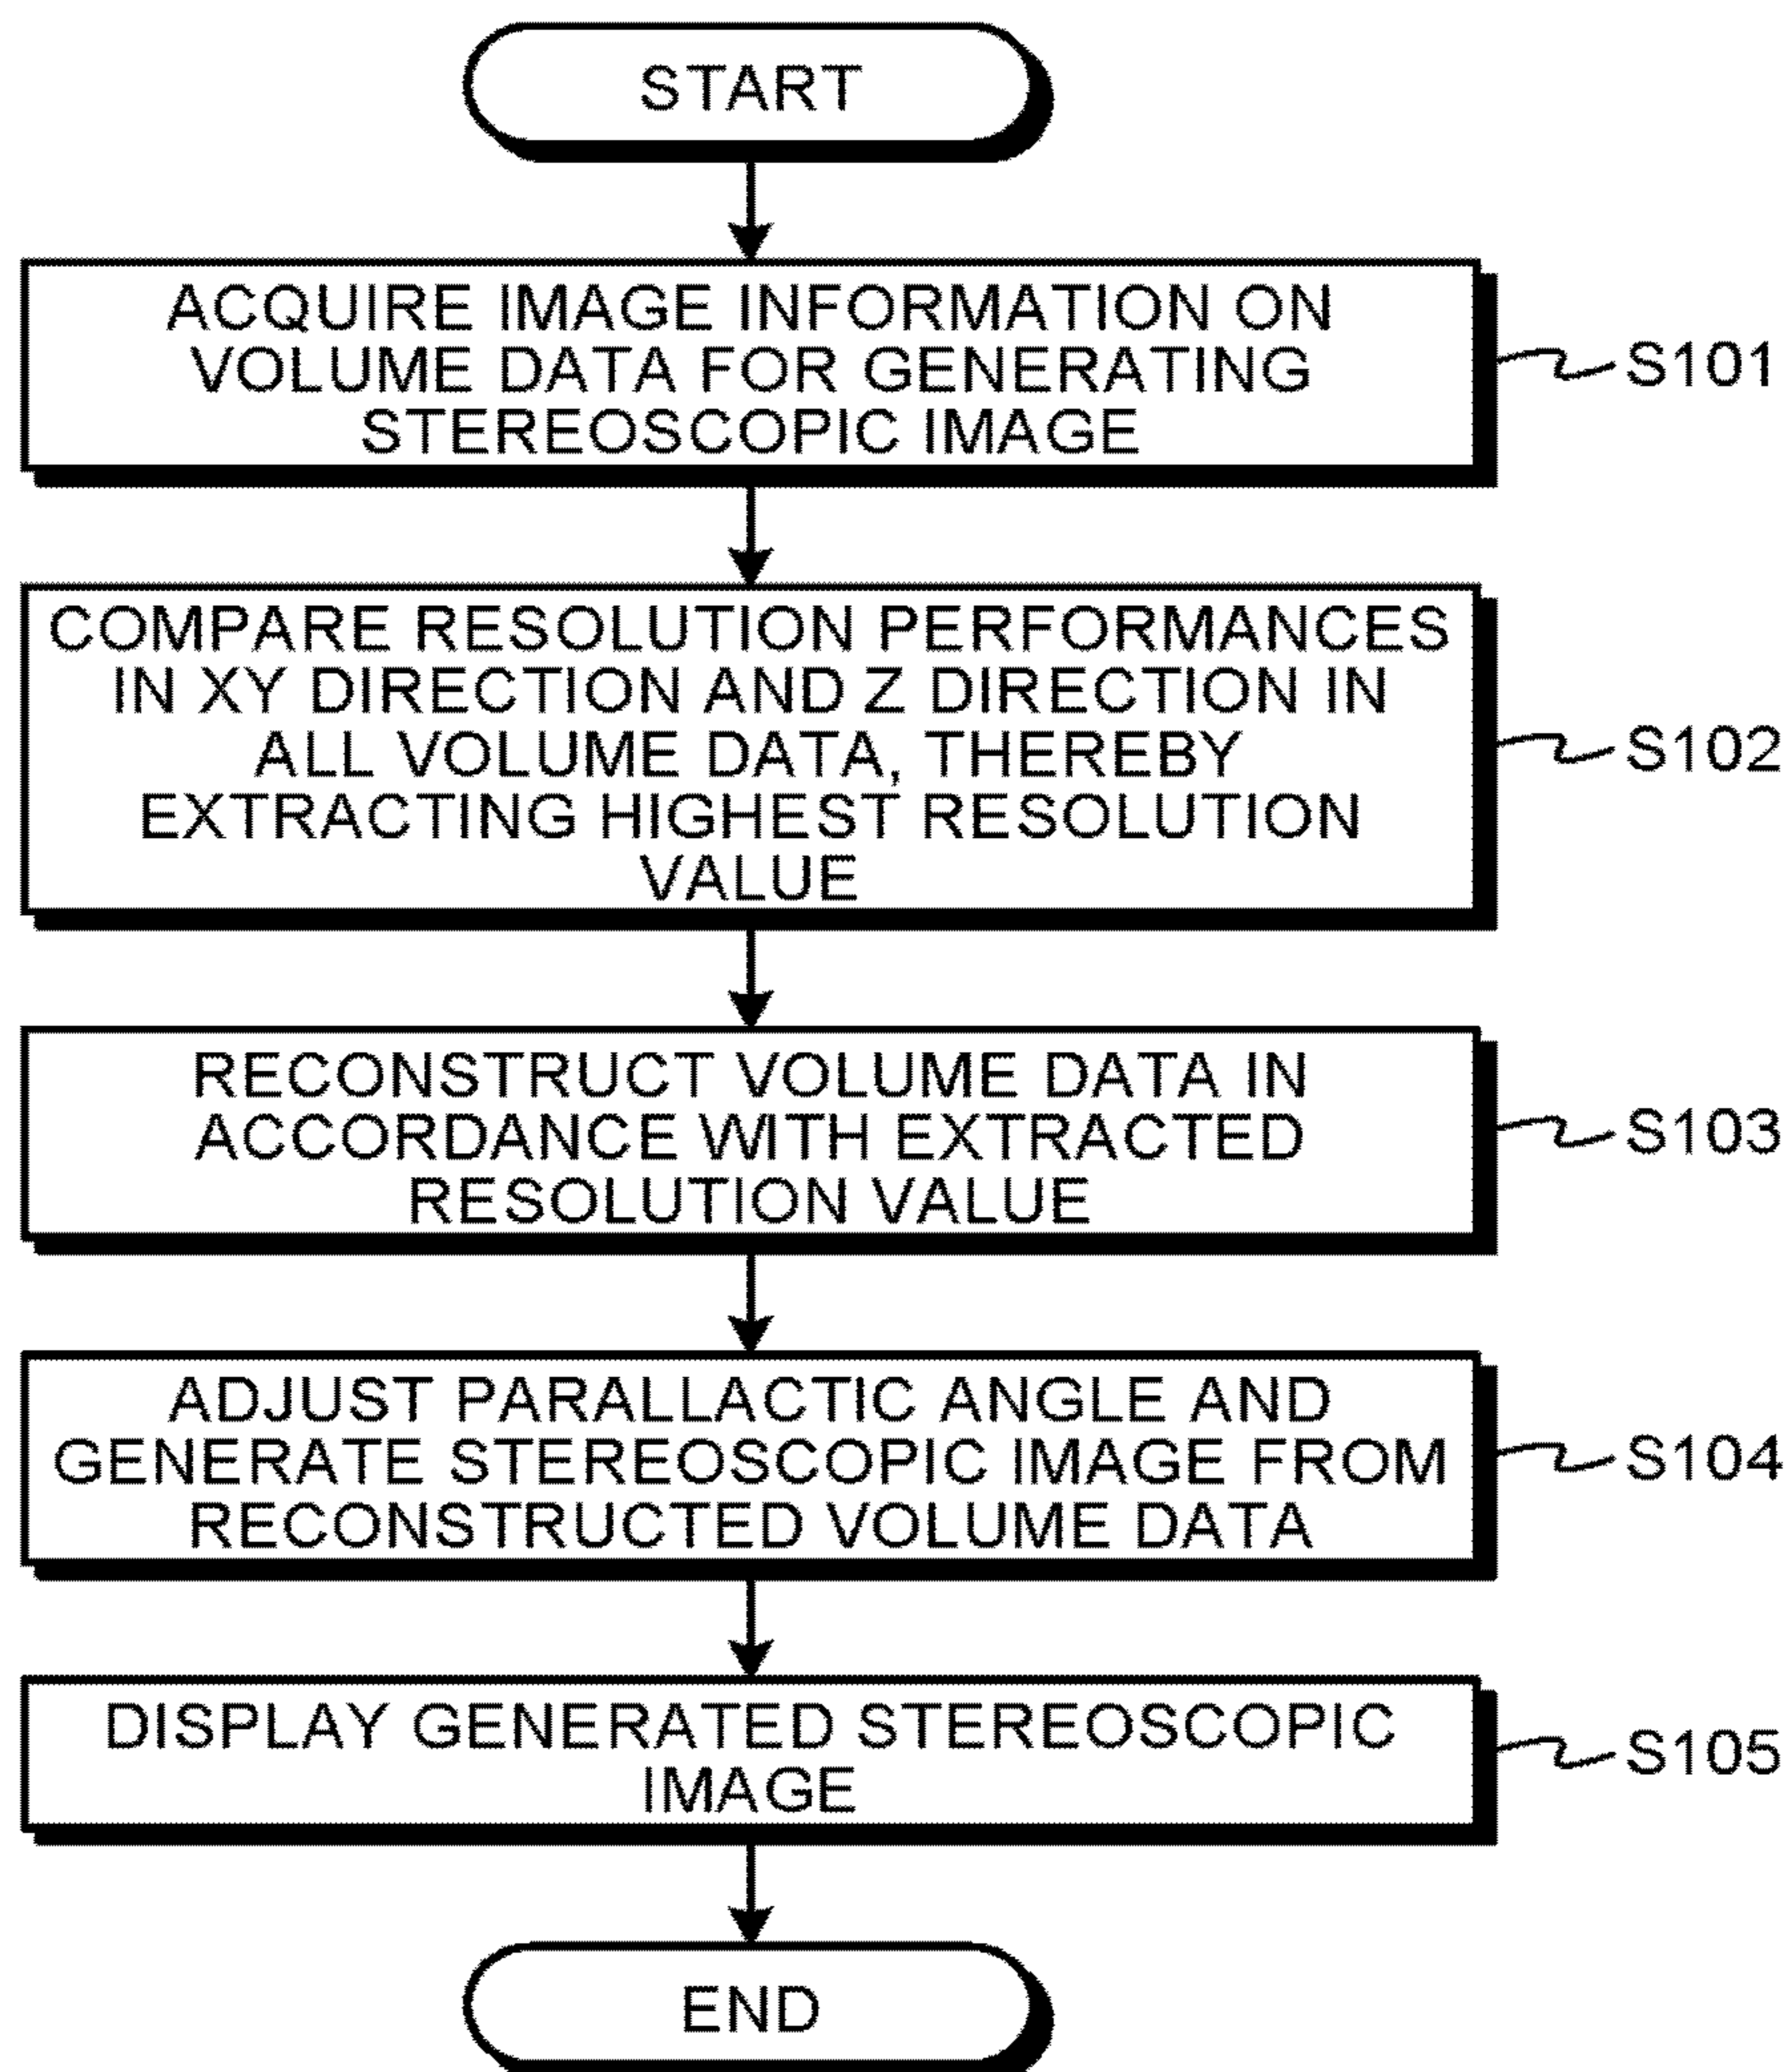 START
ACQUIRE IMAGE INFORMATION ON
VOLUME DATA FOR GENERATING
STEREOSCOPIC IMAGE
S101
COMPARE RESOLUTION PERFORMANCES
IN XY DIRECTION AND Z DIRECTION IN
ALL VOLUME DATA, THEREBY
EXTRACTING HIGHEST RESOLUTION
VALUE
S102
RECONSTRUCT VOLUME DATA IN
ACCORDANCE WITH EXTRACTED
RESOLUTION VALUE
S103
ADJUST PARALLACTIC ANGLE AND
GENERATE STEREOSCOPIC IMAGE FROM
RECONSTRUCTED VOLUME DATA
S104
DISPLAY GENERATED STEREOSCOPIC
IMAGE
S105
END